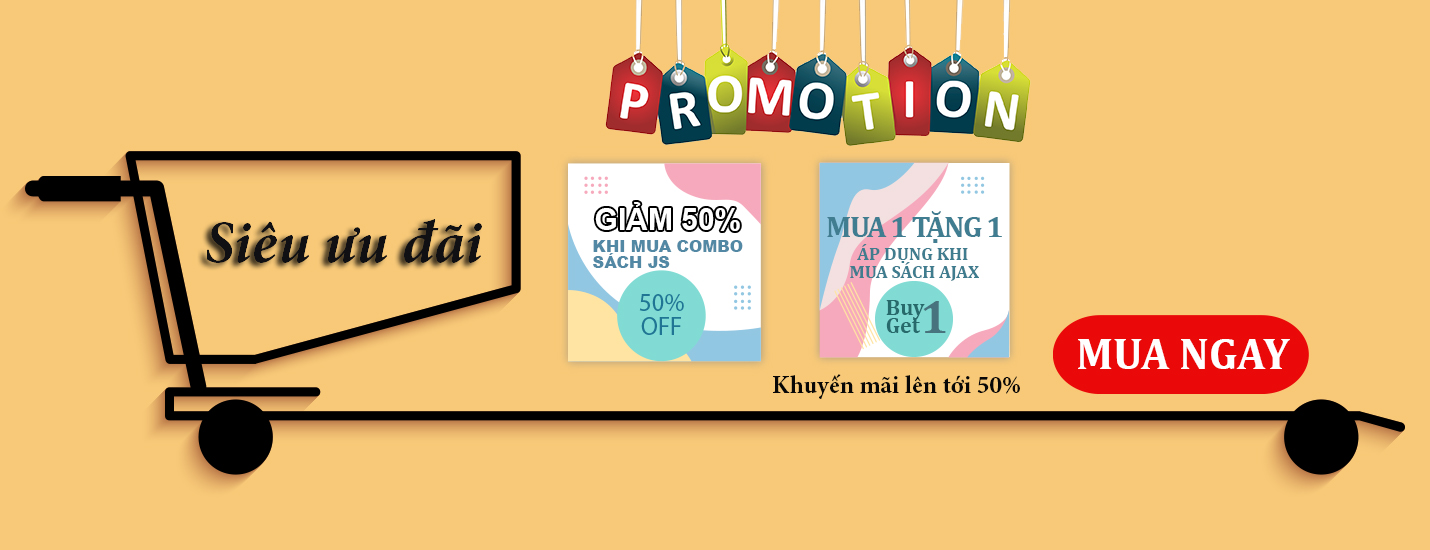 PROMOTION
Siêu ưu đãi
GIẢM 50%
KHI MUA COMBO
SÁCH JS
50%
OFF
MUA 1 TẶNG 1
ÁP DỤNG KHI
MUA SÁCH AJAX
Buy
Get 1
Khuyến mãi lên tới 50%
MUA NGAY